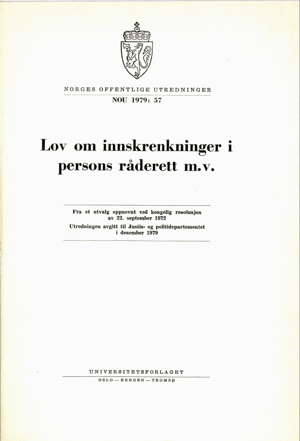 NORGES OFFENTLIGE UTREDNINGER
NOU 1979: 57
Lov om innskrenkninger i
persons råderett m.v.
Fra et utvalg oppnevnt ved kongelig resolusjon
av 22. september 1972
Utredningen avgitt til Justis- og politidepartementet
i desember 1979
UNIVERSITETSFORLAGET
OSLO — BERGEN — TROMSØ